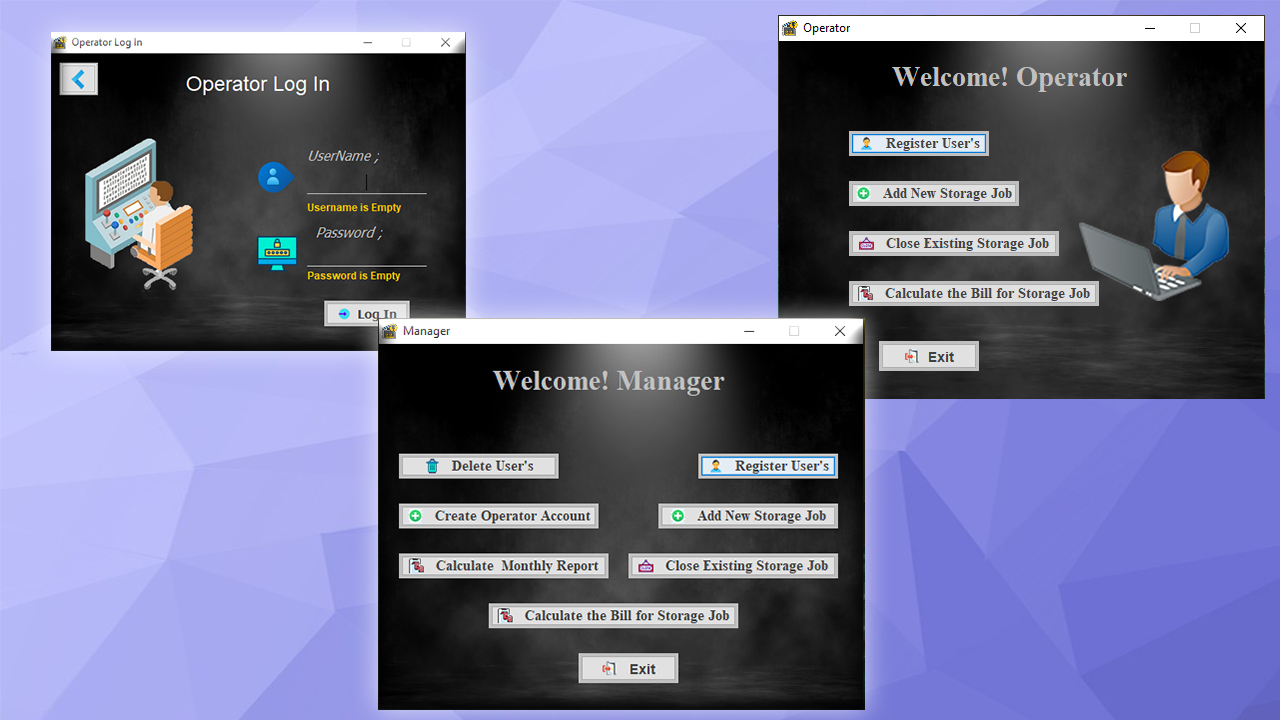 Operator Log In
Operator Log In
UserName ;
Username is Empty
Password ;
Password is Empty
Log In
Operator
Welcome! Operator
Register User's
Add New Storage Job
Close Existing Storage Job
Calculate the Bill for Storage Job
Exit
Manager
Welcome! Manager
Delete User's
Register User's
Create Operator Account
Add New Storage Job
Calculate Monthly Report
Close Existing Storage Job
Calculate the Bill for Storage Job
Exit